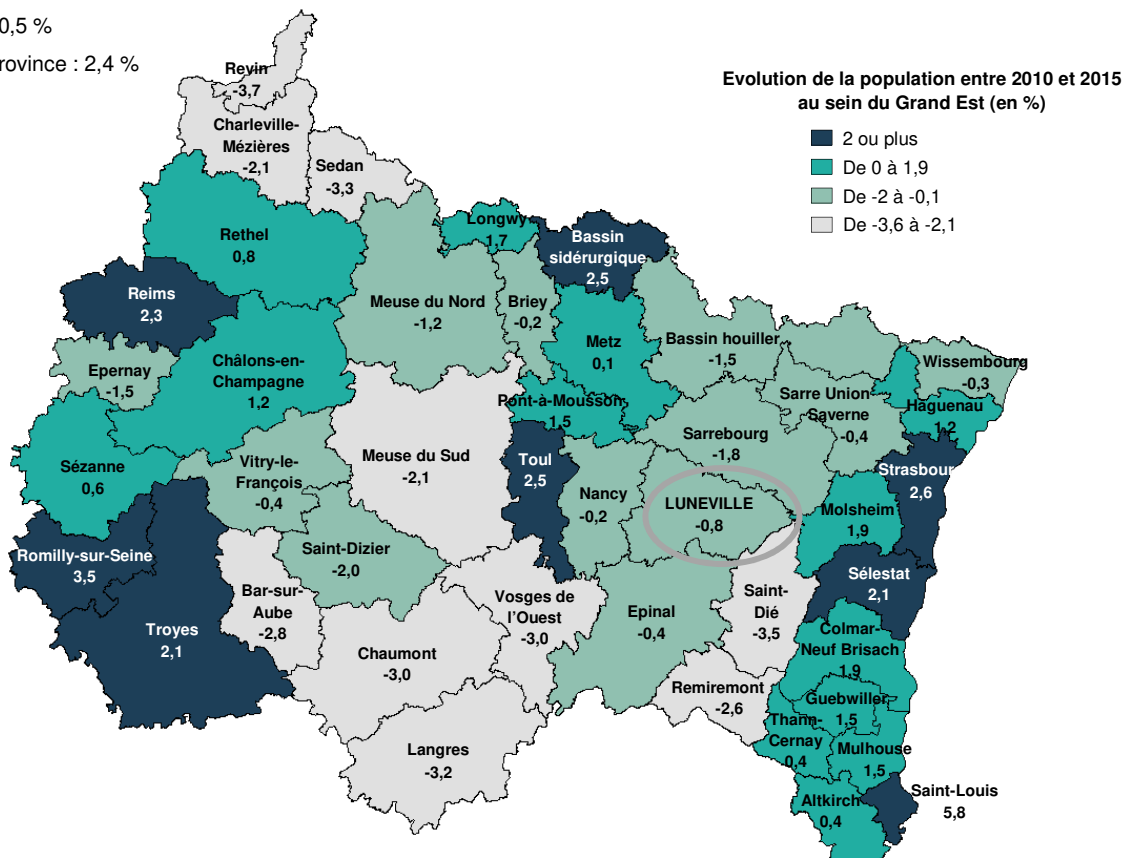 0,5 %
rovince : 2,4 %
Evolution de la population entre 2010 et 2015
au sein du Grand Est (en %)
2 ou plus
De 0 à 1,9
De -2 à -0,1
De -3,6 à -2,1
Revin
-3,7
Charleville-
Mézières
-2,1
Sedan
-3,3
Rethel
0,8
Longwy
1,7
Bassin
sidérurgique
2,5
Reims
2,3
Meuse du Nord
-1,2
Briey
-0,2
Metz
0,1
Bassin houiller
-1,5
Wissembourg
-0,3
Epernay
-1,5
Châlons-en-
Champagne
1,2
Pont-à-Mousson
1,5
Sarre Union-
Saverne
-0,4
Haguenau
1,2
Sézanne
0,6
Vitry-le-
François
-0,4
Meuse du Sud
-2,1
Toul
2,5
Nancy
-0,2
Sarrebourg
-1,8
LUNEVILLE
-0,8
Strasbour
2,6
Molsheim
1,9
Romilly-sur-Seine
3,5
Saint-Dizier
-2,0
Sélestat
2,1
Troyes
2,1
Bar-sur-
Aube
-2,8
Vosges de
l'Ouest
-3,0
Epinal
-0,4
Saint-
Dié
-3,5
Colmar-
Neuf Brisach
1,9
Chaumont
-3,0
Remiremont
-2,6
Guebwiller
1,5
Thann-
Cernay
0,4
Langres
-3,2
Mulhouse
1,5
Altkirch
0,4
Saint-Louis
5,8